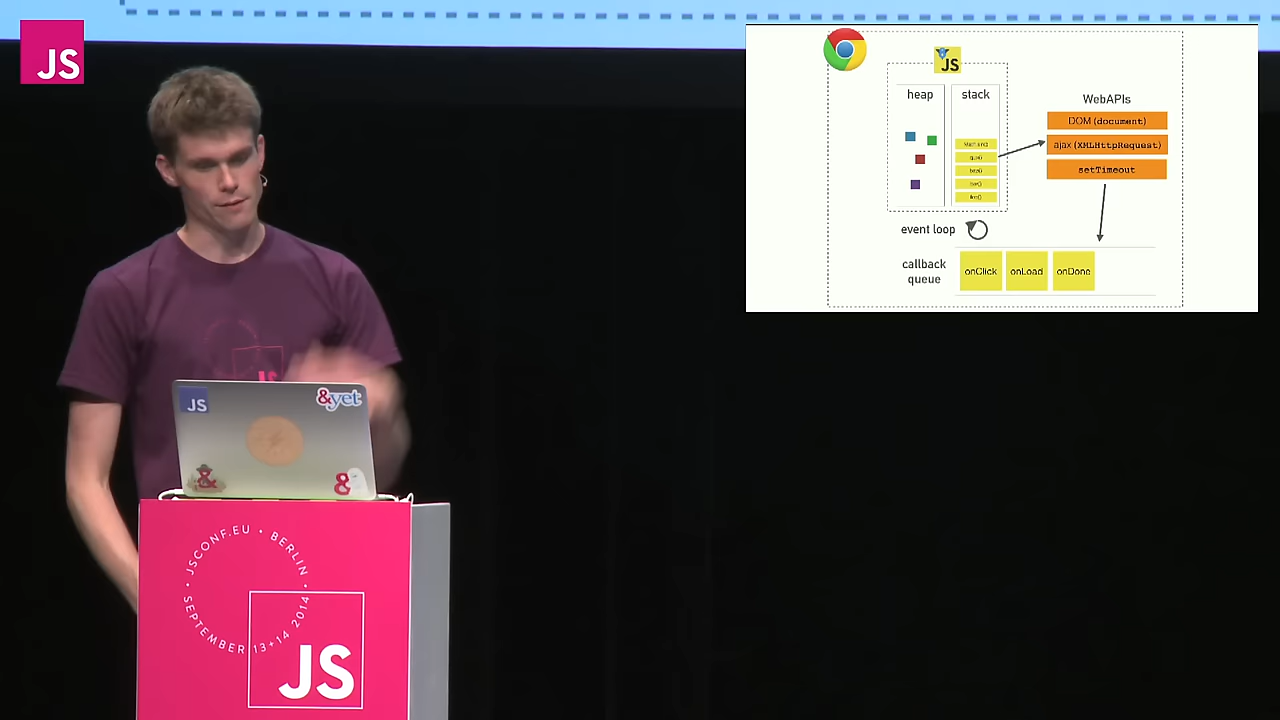 JS
JS
heap
stack
WebAPIs
DOM (document)
ajax (XMLHttpRequest)
setTimeout
event loop
callback
queue
onClick
onLoad
onDone
JS
JS
&yet
&
&
JSCONF.EU • BERLIN • SEPTEMBER 13+14 2014 •
JS